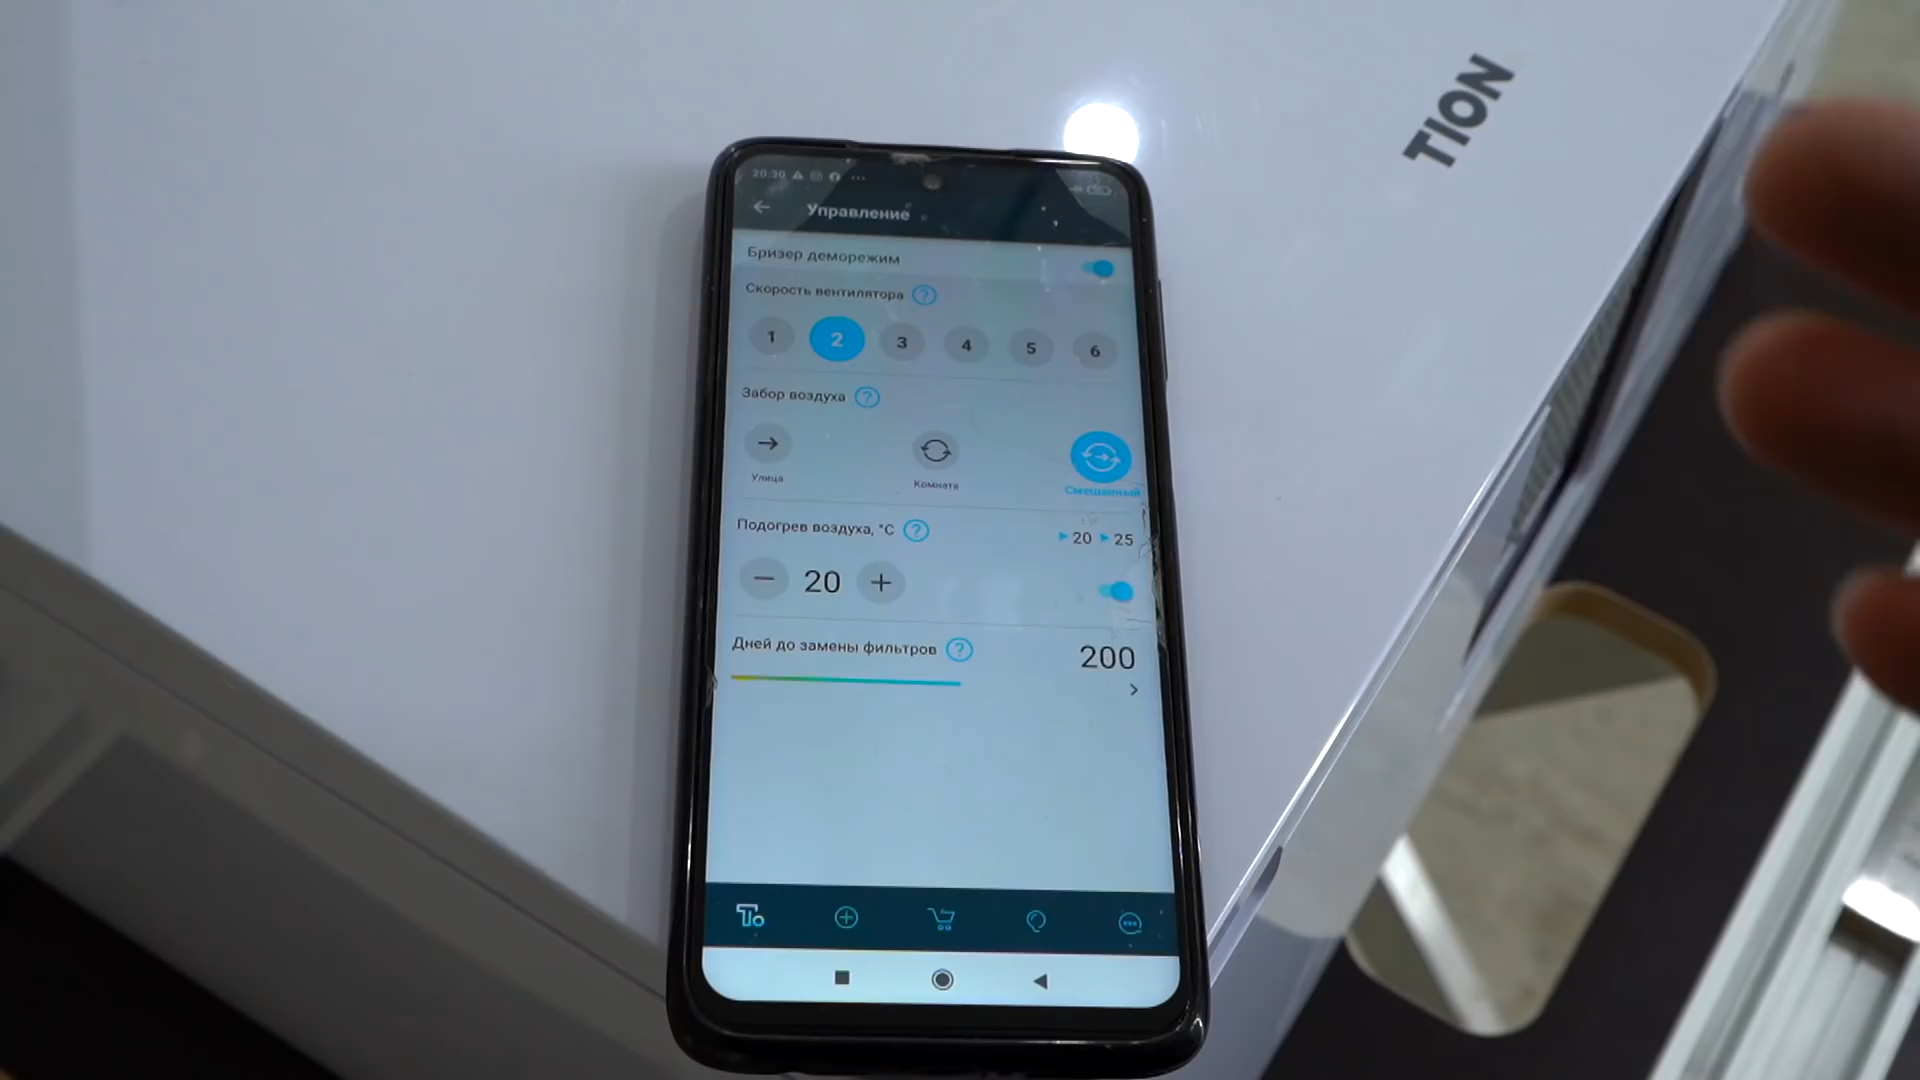 TION
20:30
Управление
Бризер деморежим
Скорость вентилятора ?
1 2 3 4 5 6
Забор воздуха ?
Улица Комната Смешанный
Подогрев воздуха, °C ? 20 25
20
Дней до замены фильтров ? 200